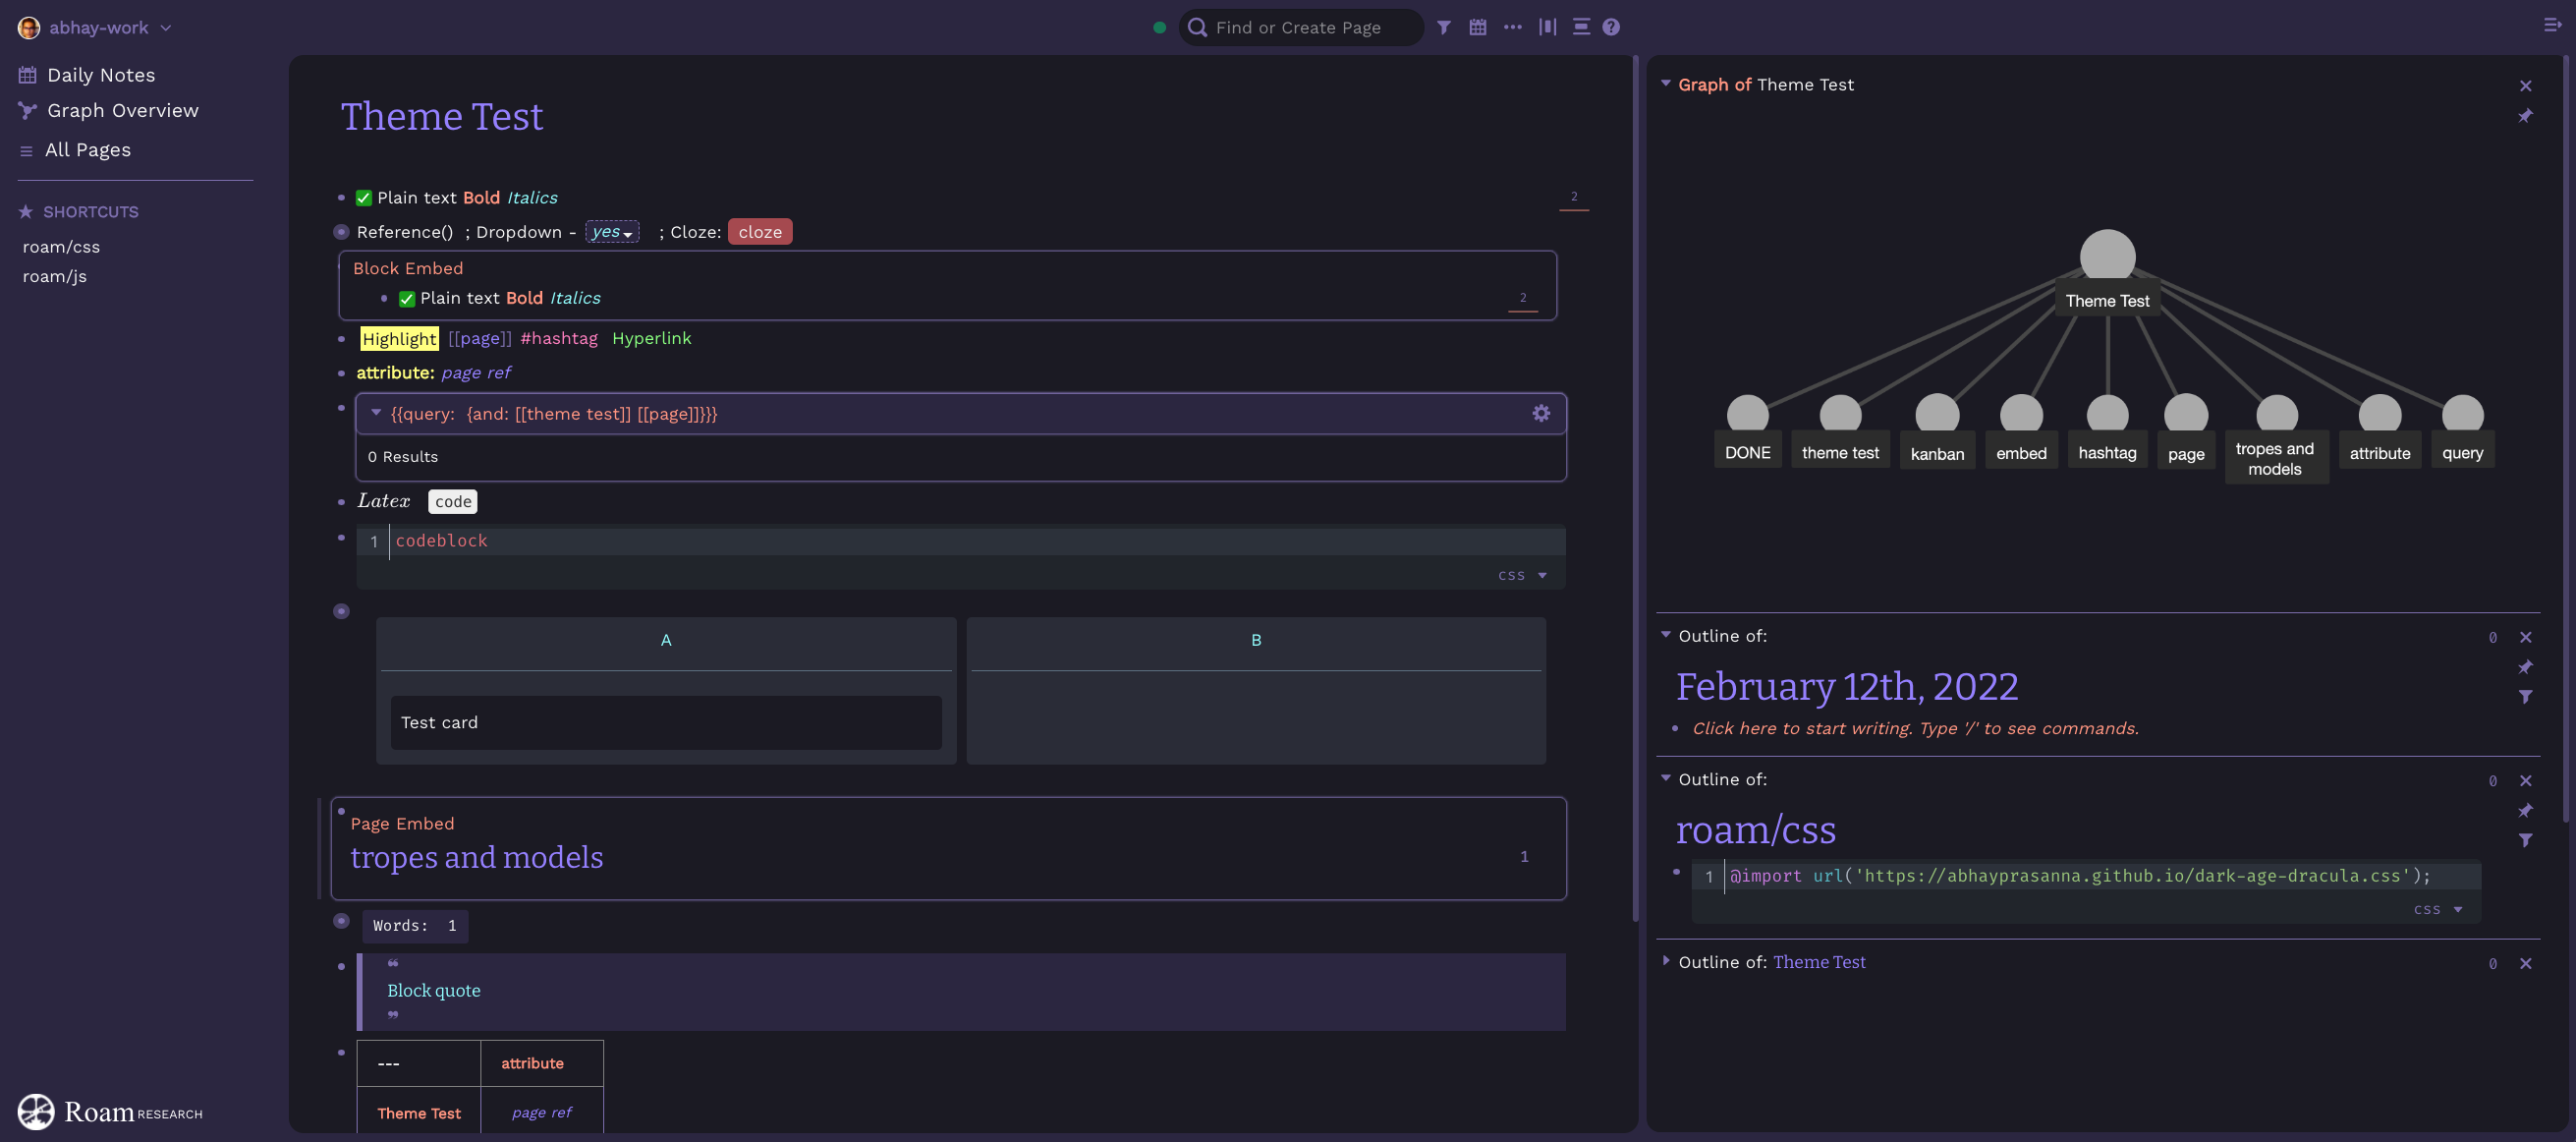 abhay-work
Find or Create Page
Daily Notes
Graph Overview
All Pages
SHORTCUTS
roam/css
roam/js
Roam RESEARCH
Theme Test
Plain text Bold Italics
2
Reference() ; Dropdown - yes ; Cloze: cloze
Block Embed
Plain text Bold Italics
2
Highlight [[page]] #hashtag Hyperlink
attribute: page ref
{{query: {and: [[theme test]] [[page]]}}}
0 Results
Latex code
1 codeblock
css
A
B
Test card
Page Embed
tropes and models
1
Words: 1
❝
Block quote
❞
--- attribute
Theme Test page ref
Graph of Theme Test
Theme Test
DONE
theme test
kanban
embed
hashtag
page
tropes and
models
attribute
query
Outline of:
0
February 12th, 2022
Click here to start writing. Type '/' to see commands.
Outline of:
0
roam/css
1 @import url('https://abhayprasanna.github.io/dark-age-dracula.css');
css
Outline of: Theme Test
0